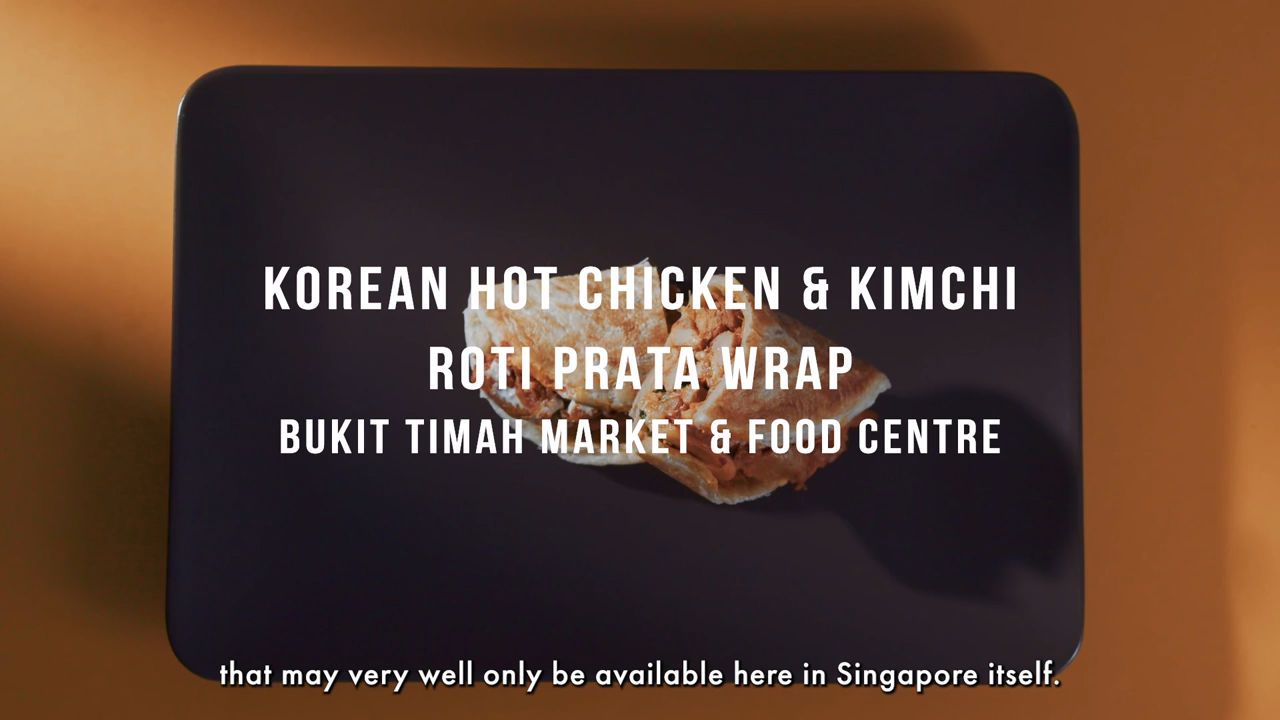 KOREAN HOT CHICKEN & KIMCHI
ROTI PRATA WRAP
BUKIT TIMAH MARKET & FOOD CENTRE
that may very well only be available here in Singapore itself.